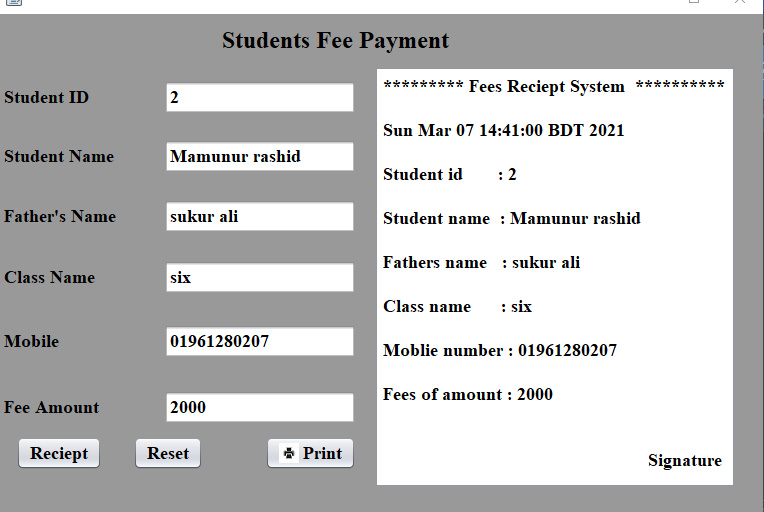 Students Fee Payment
Student ID 2
Student Name Mamunur rashid
Father's Name sukur ali
Class Name six
Mobile 01961280207
Fee Amount 2000
Reciept Reset Print
********* Fees Reciept System **********
Sun Mar 07 14:41:00 BDT 2021
Student id : 2
Student name : Mamunur rashid
Fathers name : sukur ali
Class name : six
Moblie number : 01961280207
Fees of amount : 2000
Signature